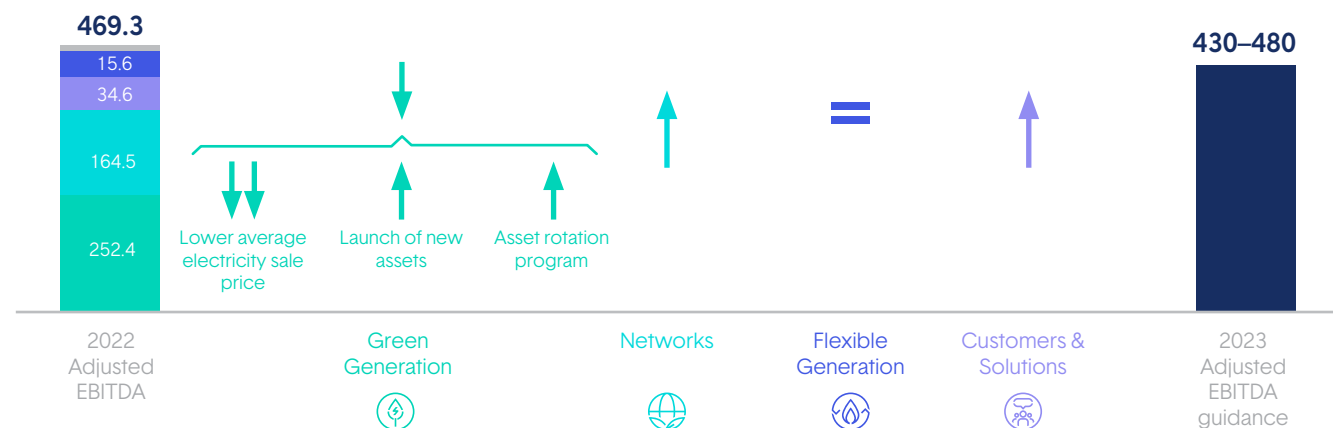 469.3
15.6
34.6
164.5
252.4
430–480
Lower average
electricity sale
price
Launch of new
assets
Asset rotation
program
2022
Adjusted
EBITDA
Green
Generation
Networks
Flexible
Generation
Customers &
Solutions
2023
Adjusted
EBITDA
guidance